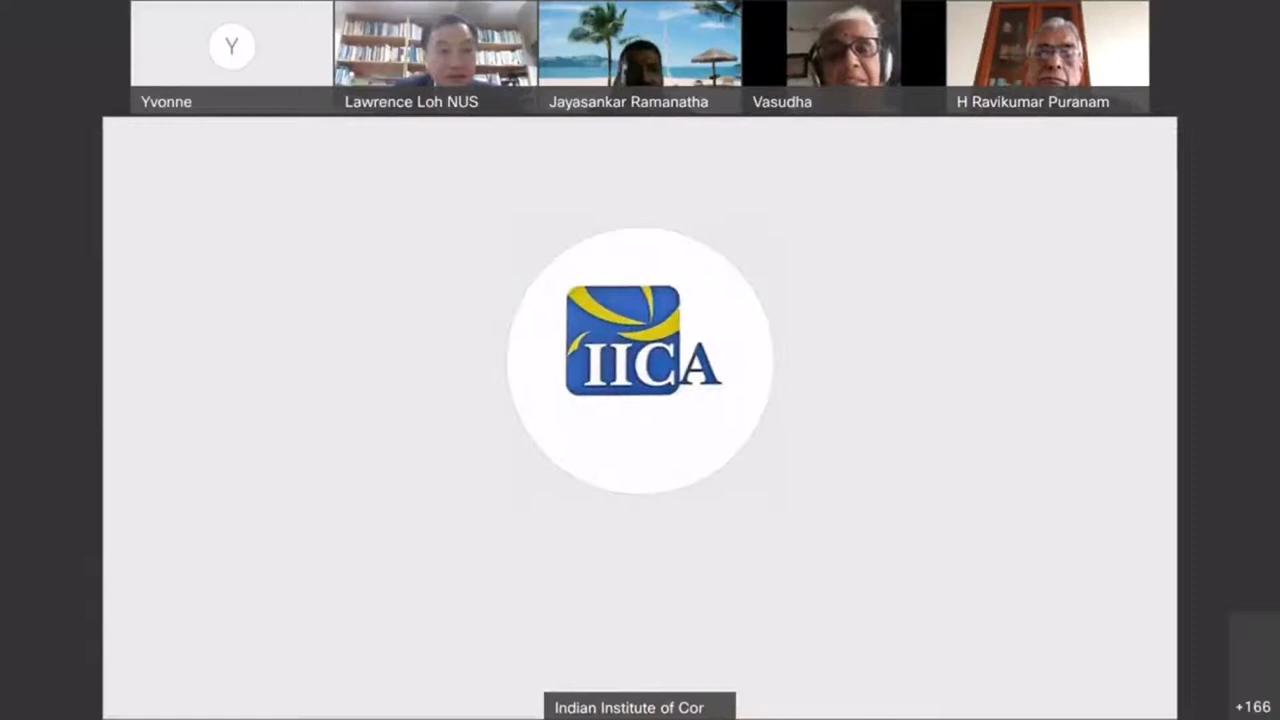 Y
Yvonne
Lawrence Loh NUS
Jayasankar Ramanatha
Vasudha
H Ravikumar Puranam
IICA
Indian Institute of Cor
+166